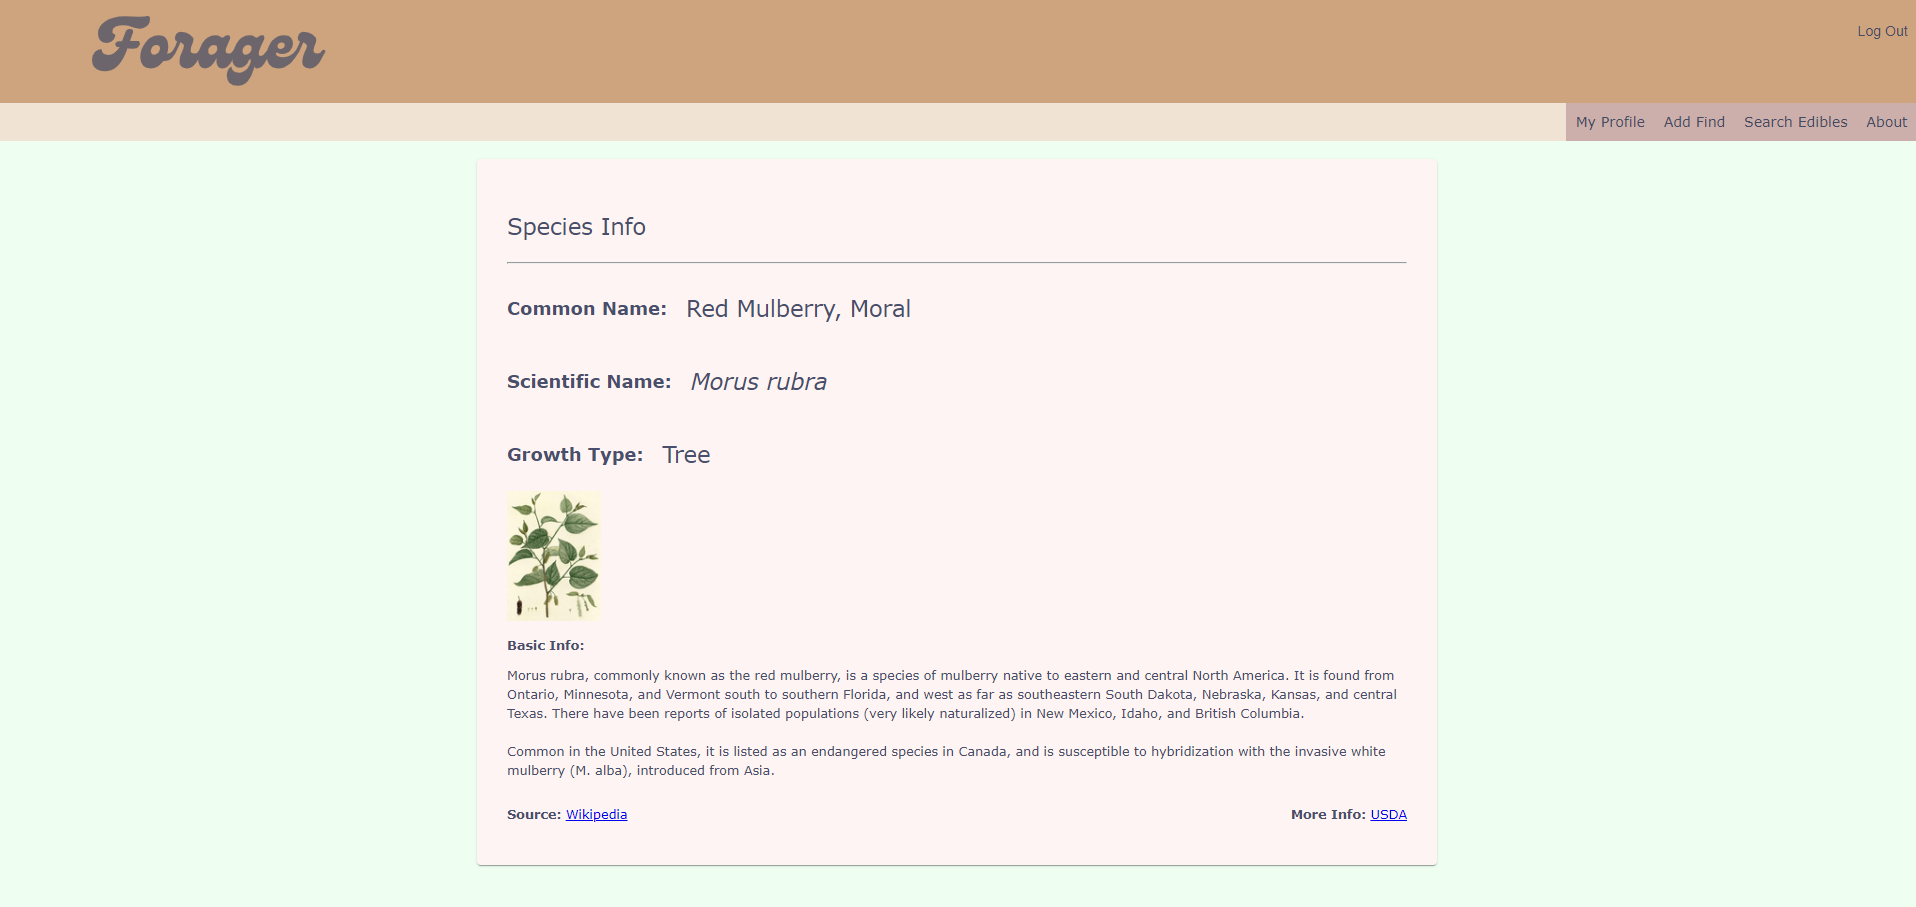 Forager
Log Out
My Profile Add Find Search Edibles About
Species Info
Common Name: Red Mulberry, Moral
Scientific Name: Morus rubra
Growth Type: Tree
Basic Info:
Morus rubra, commonly known as the red mulberry, is a species of mulberry native to eastern and central North America. It is found from
Ontario, Minnesota, and Vermont south to southern Florida, and west as far as southeastern South Dakota, Nebraska, Kansas, and central
Texas. There have been reports of isolated populations (very likely naturalized) in New Mexico, Idaho, and British Columbia.
Common in the United States, it is listed as an endangered species in Canada, and is susceptible to hybridization with the invasive white
mulberry (M. alba), introduced from Asia.
Source: Wikipedia
More Info: USDA